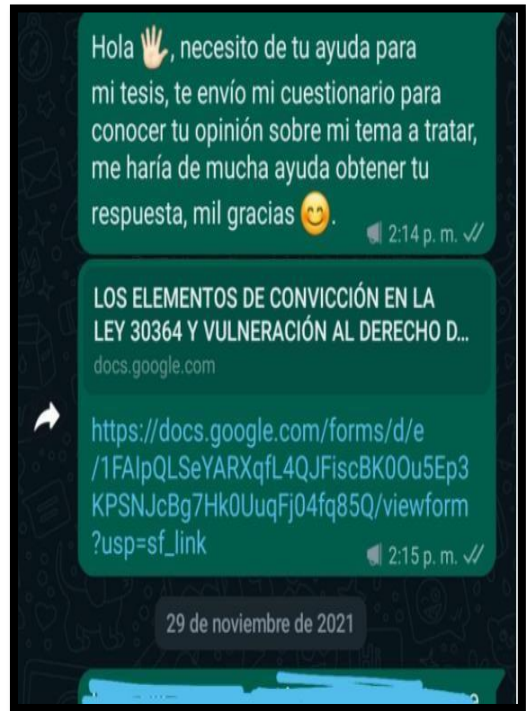 Hola 🖐🏻, necesito de tu ayuda para
mi tesis, te envío mi cuestionario para
conocer tu opinión sobre mi tema a tratar,
me haría de mucha ayuda obtener tu
respuesta, mil gracias 😊.
2:14 p. m.
LOS ELEMENTOS DE CONVICCIÓN EN LA
LEY 30364 Y VULNERACIÓN AL DERECHO D...
docs.google.com
https://docs.google.com/forms/d/e
/1FAIpQLSeYARXqfL4QJFiscBK0Ou5Ep3
KPSNJcBg7Hk0UuqFj04fq85Q/viewform
?usp=sf_link
2:15 p. m.
29 de noviembre de 2021